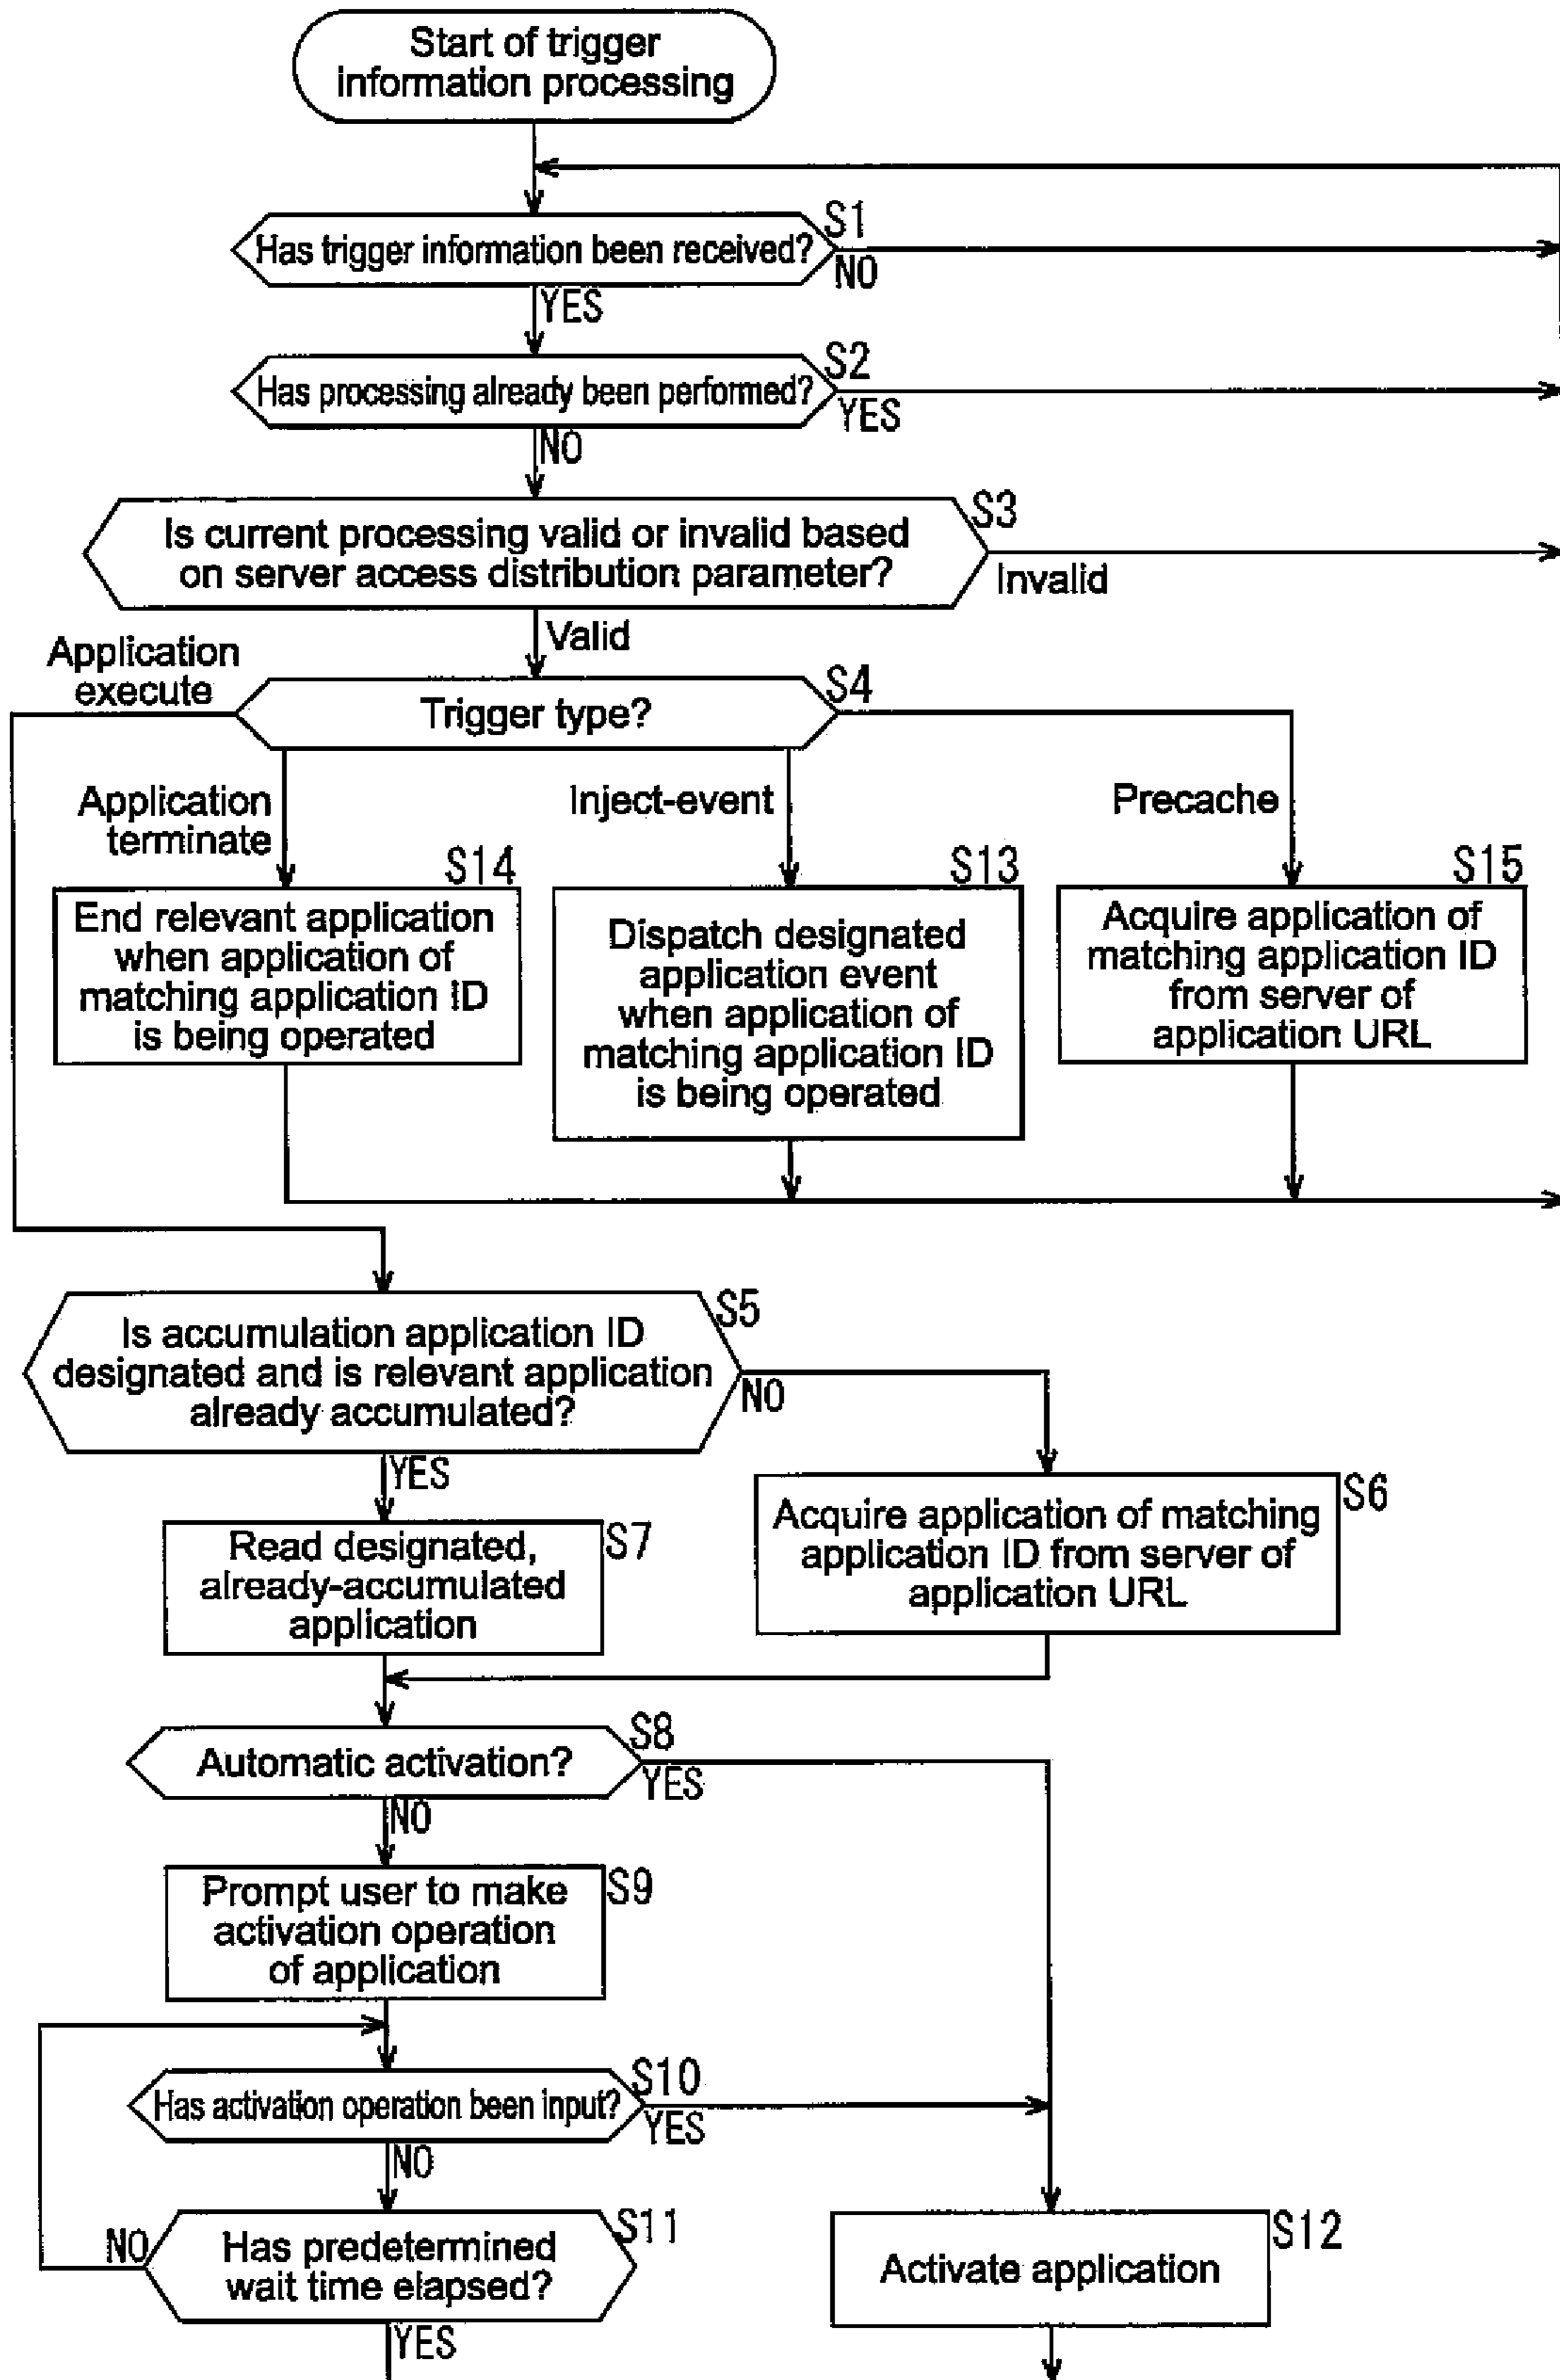 Start of trigger
information processing
S1
Has trigger information been received?
NO
YES
S2
Has processing already been performed?
YES
NO
S3
Is current processing valid or invalid based
on server access distribution parameter?
Invalid
Valid
Application
execute
S4
Trigger type?
Application
terminate
Inject-event
Precache
S14
End relevant application
when application of
matching application ID
is being operated
S13
Dispatch designated
application event
when application of
matching application ID
is being operated
S15
Acquire application of
matching application ID
from server of
application URL
S5
Is accumulation application ID
designated and is relevant application
already accumulated?
NO
YES
S6
Acquire application of matching
application ID from server of
application URL
S7
Read designated,
already-accumulated
application
S8
Automatic activation?
YES
NO
S9
Prompt user to make
activation operation
of application
S10
Has activation operation been input?
YES
NO
S11
NO
Has predetermined
wait time elapsed?
YES
S12
Activate application